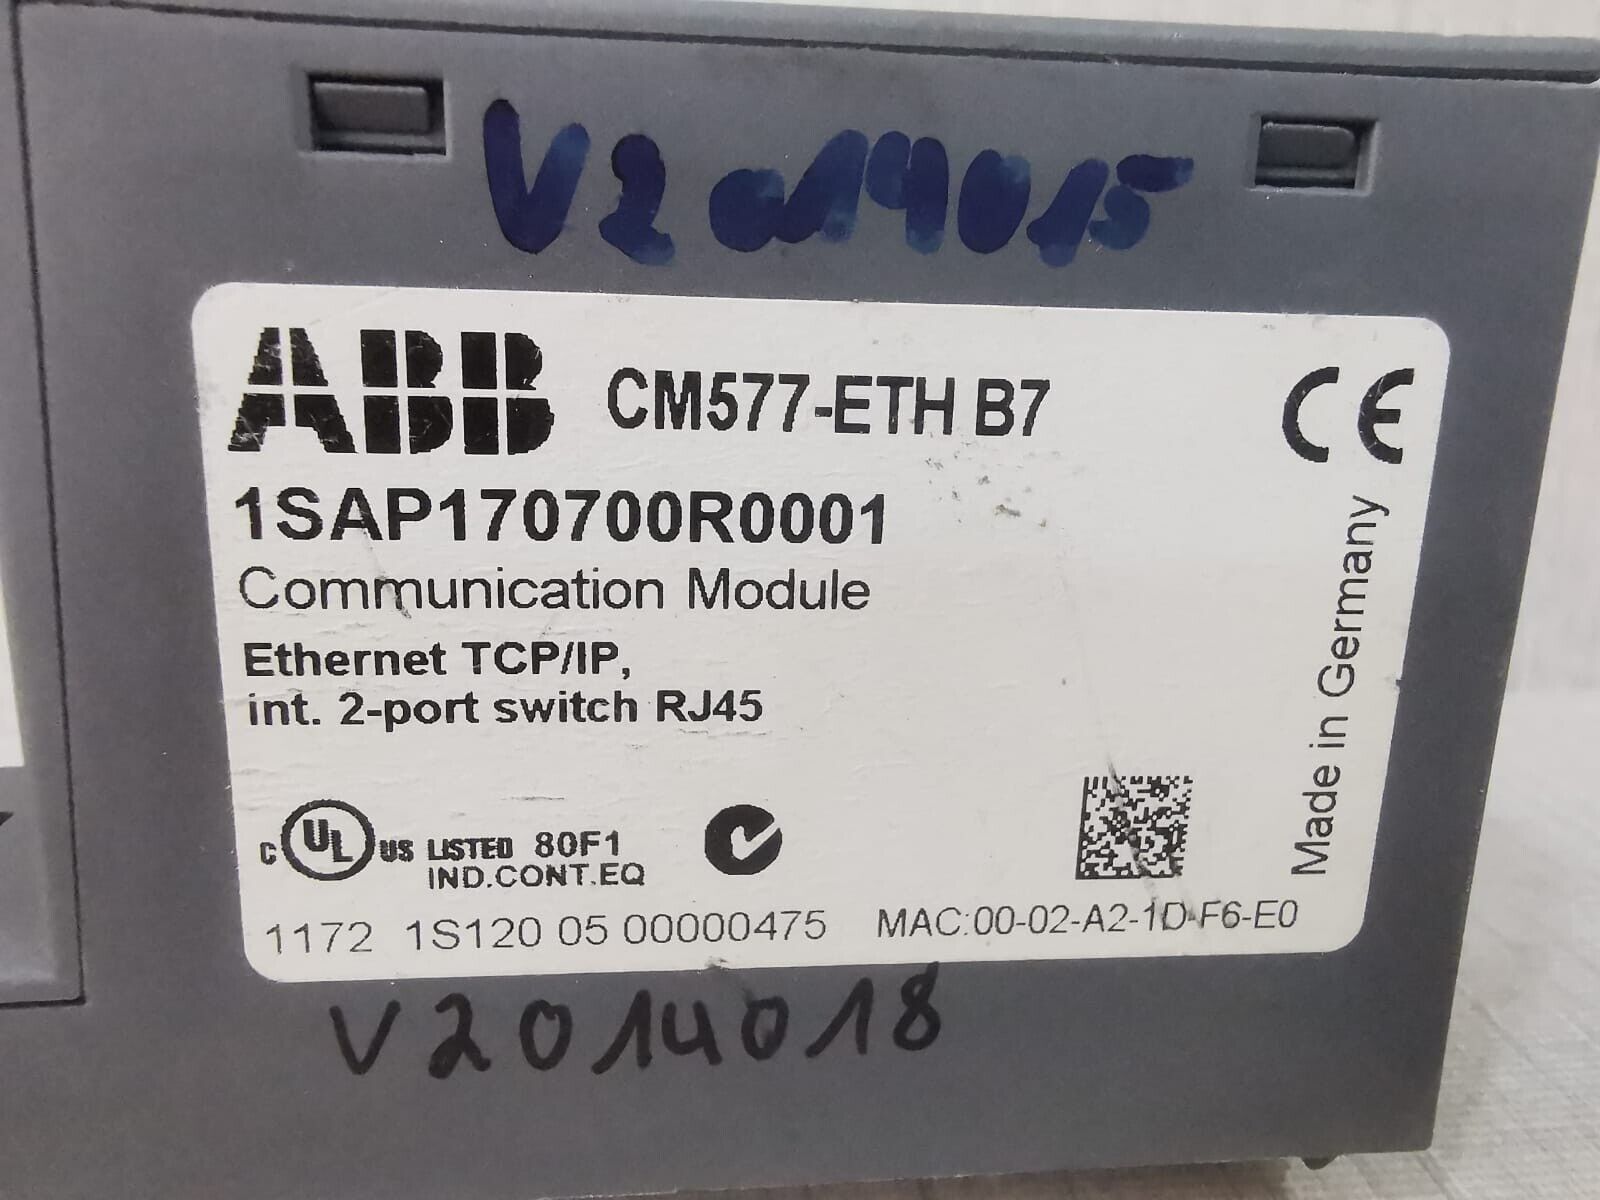 V2014015
ABB CM577-ETH B7 CE
1SAP170700R0001
Communication Module
Ethernet TCP/IP,
int. 2-port switch RJ45
Made in Germany
c UL US LISTED 80F1
IND.CONT.EQ
1172 1S120 05 00000475 MAC:00-02-A2-1D-F6-E0
V2014018